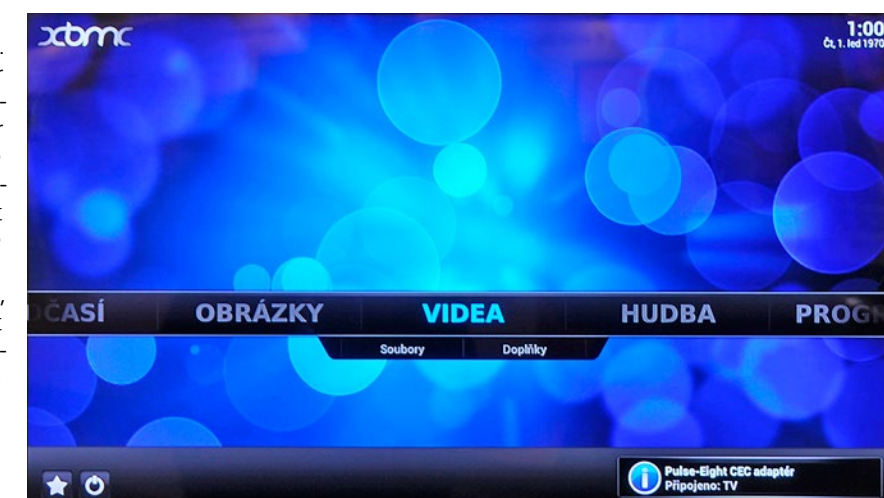 xbmc
1:00
Čt, 1. led 1970
ČASÍ OBRÁZKY VIDEA HUDBA PROG
Soubory Doplňky
Pulse-Eight CEC adaptér
Připojeno: TV